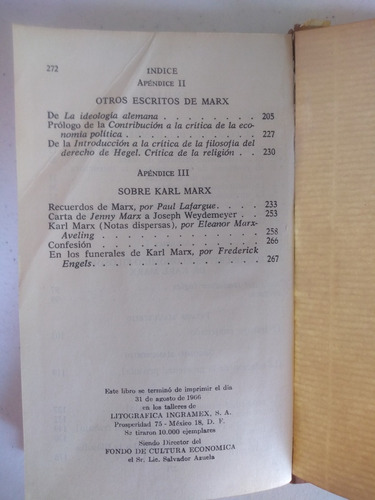 272 INDICE
APÉNDICE II
OTROS ESCRITOS DE MARX
De La ideología alemana . . . . . . . 205
Prólogo de la Contribución a la crítica de la eco-
nomía política . . . . . . . . . . . 227
De la Introducción a la crítica de la filosofía del
derecho de Hegel. Crítica de la religión . . 230
APÉNDICE III
SOBRE KARL MARX
Recuerdos de Marx, por Paul Lafargue . . . . 233
Carta de Jenny Marx a Joseph Weydemeyer . . 253
Karl Marx (Notas dispersas), por Eleanor Marx-
Aveling . . . . . . . . . . . . . 258
Confesión . . . . . . . . . . . . . 266
En los funerales de Karl Marx, por Frederick
Engels . . . . . . . . . . . . . . 267
Este libro se terminó de imprimir el día
31 de agosto de 1966
en los talleres de
LITOGRAFICA INGRAMEX, S. A.
Prosperidad 75 - México 18, D. F.
Se tiraron 10,000 ejemplares
Siendo Director del
FONDO DE CULTURA ECONOMICA
el Sr. Lic. Salvador Azuela